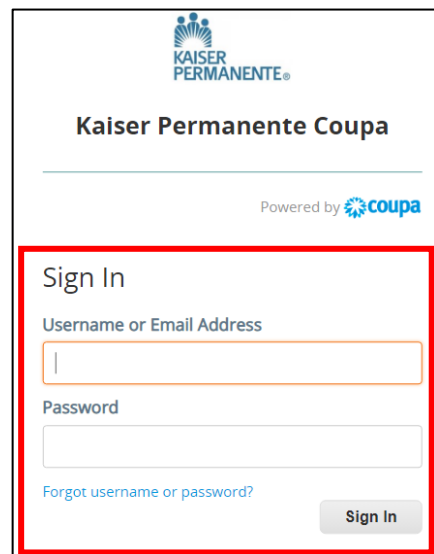 KAISER
PERMANENTE®
Kaiser Permanente Coupa
Powered by coupa
Sign In
Username or Email Address
Password
Forgot username or password?
Sign In